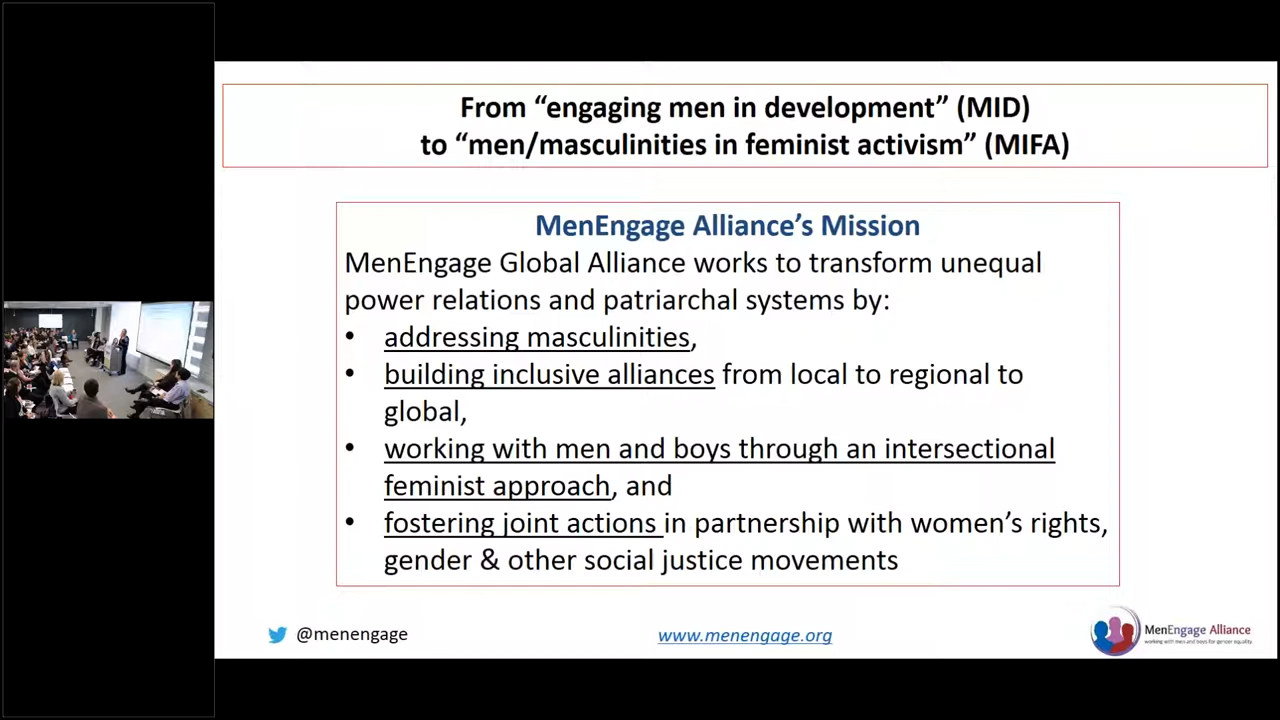 From “engaging men in development” (MID)
to “men/masculinities in feminist activism” (MIFA)
MenEngage Alliance’s Mission
MenEngage Global Alliance works to transform unequal
power relations and patriarchal systems by:
• addressing masculinities,
• building inclusive alliances from local to regional to
global,
• working with men and boys through an intersectional
feminist approach, and
• fostering joint actions in partnership with women’s rights,
gender & other social justice movements
@menengage
www.menengage.org
MenEngage Alliance
working with men and boys for gender equality